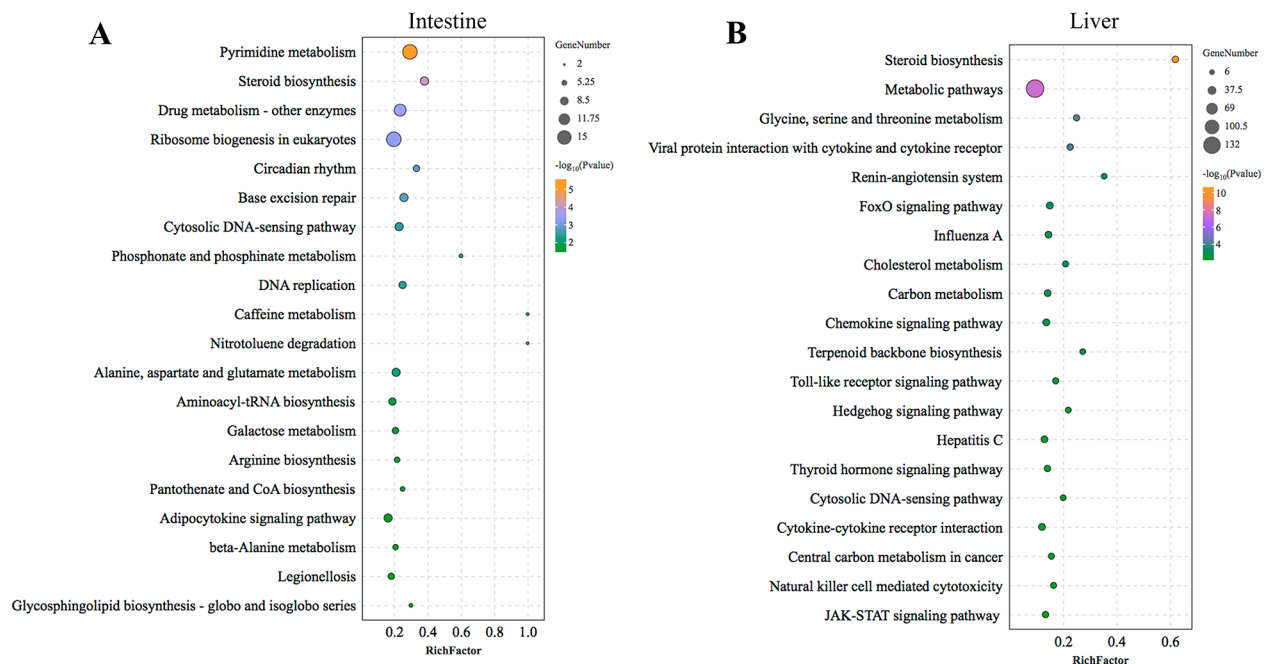 A
Intestine
Pyrimidine metabolism
Steroid biosynthesis
Drug metabolism - other enzymes
Ribosome biogenesis in eukaryotes
Circadian rhythm
Base excision repair
Cytosolic DNA-sensing pathway
Phosphonate and phosphinate metabolism
DNA replication
Caffeine metabolism
Nitrotoluene degradation
Alanine, aspartate and glutamate metabolism
Aminoacyl-tRNA biosynthesis
Galactose metabolism
Arginine biosynthesis
Pantothenate and CoA biosynthesis
Adipocytokine signaling pathway
beta-Alanine metabolism
Legionellosis
Glycosphingolipid biosynthesis - globo and isoglobo series
0.2 0.4 0.6 0.8 1.0
RichFactor
GeneNumber
2
5.25
8.5
11.75
15
-log10(Pvalue)
5
4
3
2
B
Liver
Steroid biosynthesis
Metabolic pathways
Glycine, serine and threonine metabolism
Viral protein interaction with cytokine and cytokine receptor
Renin-angiotensin system
FoxO signaling pathway
Influenza A
Cholesterol metabolism
Carbon metabolism
Chemokine signaling pathway
Terpenoid backbone biosynthesis
Toll-like receptor signaling pathway
Hedgehog signaling pathway
Hepatitis C
Thyroid hormone signaling pathway
Cytosolic DNA-sensing pathway
Cytokine-cytokine receptor interaction
Central carbon metabolism in cancer
Natural killer cell mediated cytotoxicity
JAK-STAT signaling pathway
0.2 0.4 0.6
RichFactor
GeneNumber
6
37.5
69
100.5
132
-log10(Pvalue)
10
8
6
4